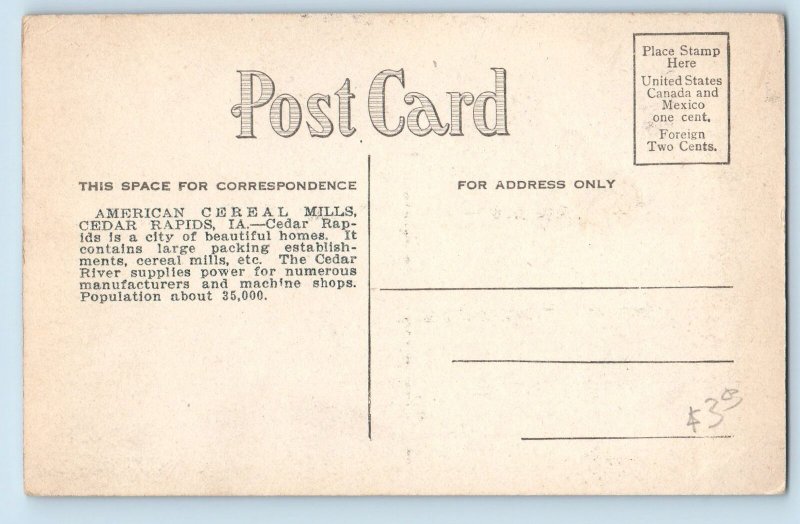 Post Card
Place Stamp
Here
United States
Canada and
Mexico
one cent.
Foreign
Two Cents.
THIS SPACE FOR CORRESPONDENCE
FOR ADDRESS ONLY
AMERICAN CEREAL MILLS,
CEDAR RAPIDS, IA.—Cedar Rap-
ids is a city of beautiful homes. It
contains large packing establish-
ments, cereal mills, etc. The Cedar
River supplies power for numerous
manufacturers and machine shops.
Population about 35,000.